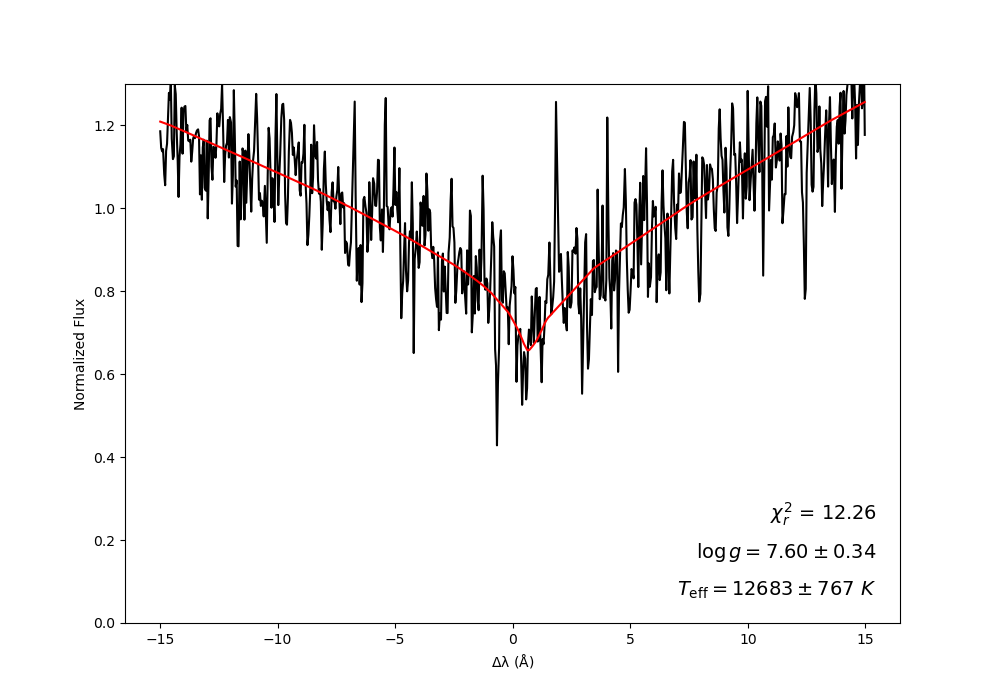 1.2
1.0
0.8
0.6
0.4
0.2
0.0
Normalized Flux
χ²ᵣ = 12.26
log g = 7.60 ± 0.34
T_eff = 12683 ± 767 K
−15 −10 −5 0 5 10 15
Δλ (Å)